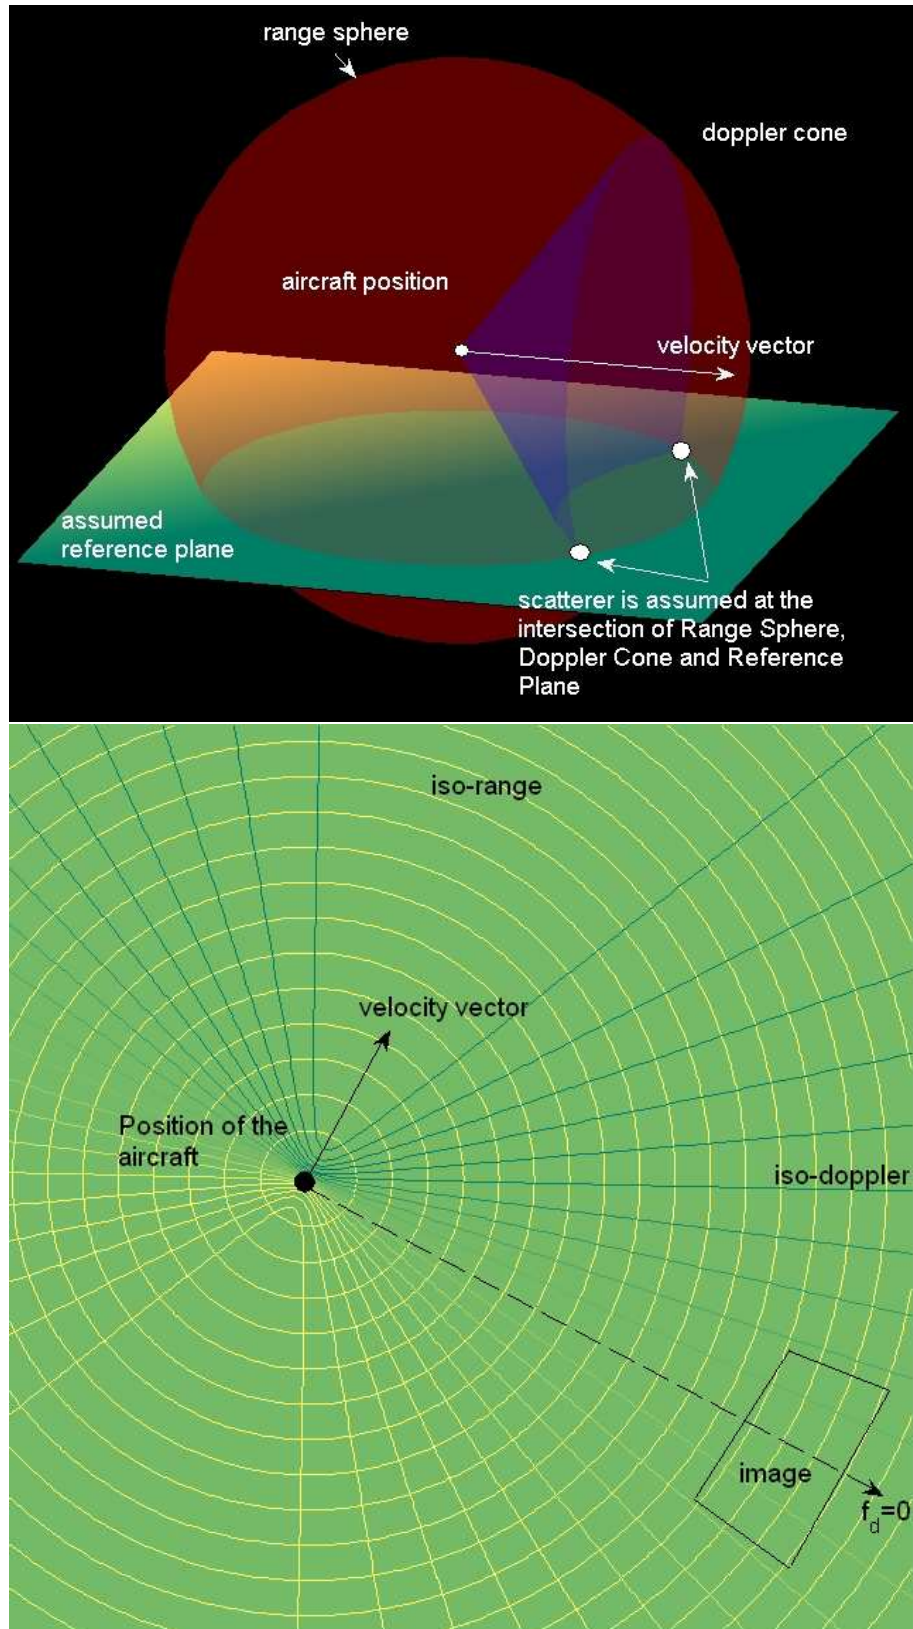 range sphere
doppler cone
aircraft position
velocity vector
assumed
reference plane
scatterer is assumed at the
intersection of Range Sphere,
Doppler Cone and Reference
Plane
iso-range
velocity vector
Position of the
aircraft
iso-doppler
image
f_d=0